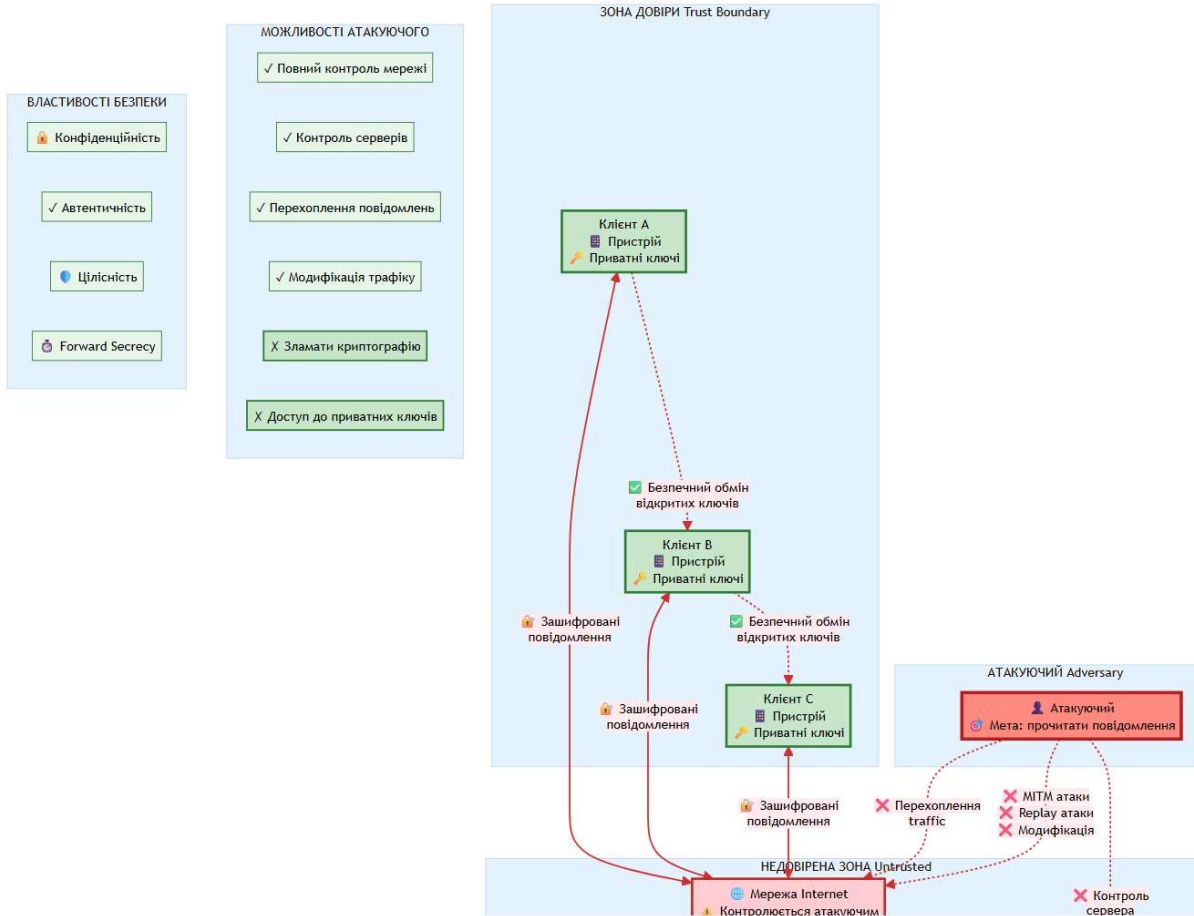 ВЛАСТИВОСТІ БЕЗПЕКИ
🔒 Конфіденційність
✓ Автентичність
🛡️ Цілісність
⏱️ Forward Secrecy
МОЖЛИВОСТІ АТАКУЮЧОГО
✓ Повний контроль мережі
✓ Контроль серверів
✓ Перехоплення повідомлень
✓ Модифікація трафіку
✗ Зламати криптографію
✗ Доступ до приватних ключів
ЗОНА ДОВІРИ Trust Boundary
Клієнт A
📱 Пристрій
🔑 Приватні ключі
✅ Безпечний обмін
відкритих ключів
Клієнт B
📱 Пристрій
🔑 Приватні ключі
🔐 Зашифровані
повідомлення
✅ Безпечний обмін
відкритих ключів
🔐 Зашифровані
повідомлення
Клієнт C
📱 Пристрій
🔑 Приватні ключі
🔐 Зашифровані
повідомлення
АТАКУЮЧИЙ Adversary
👤 Атакуючий
🎯 Мета: прочитати повідомлення
❌ Перехоплення
traffic
❌ MITM атаки
❌ Replay атаки
❌ Модифікація
❌ Контроль
сервера
НЕДОВІРЕНА ЗОНА Untrusted
🌐 Мережа Internet
⚠️ Контролюється атакуючим